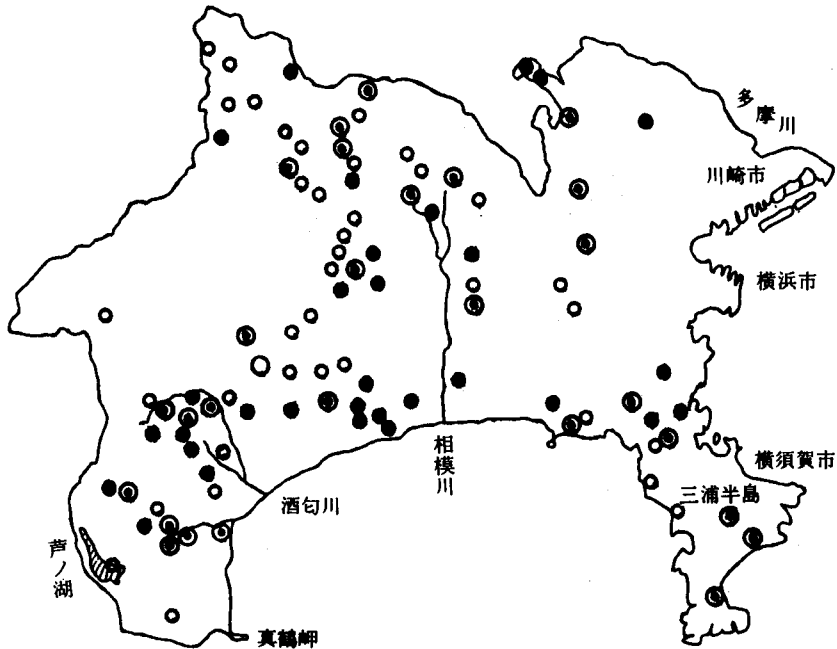 多摩川
川崎市
横浜市
横須賀市
三浦半島
相模川
酒匂川
芦ノ湖
真鶴岬